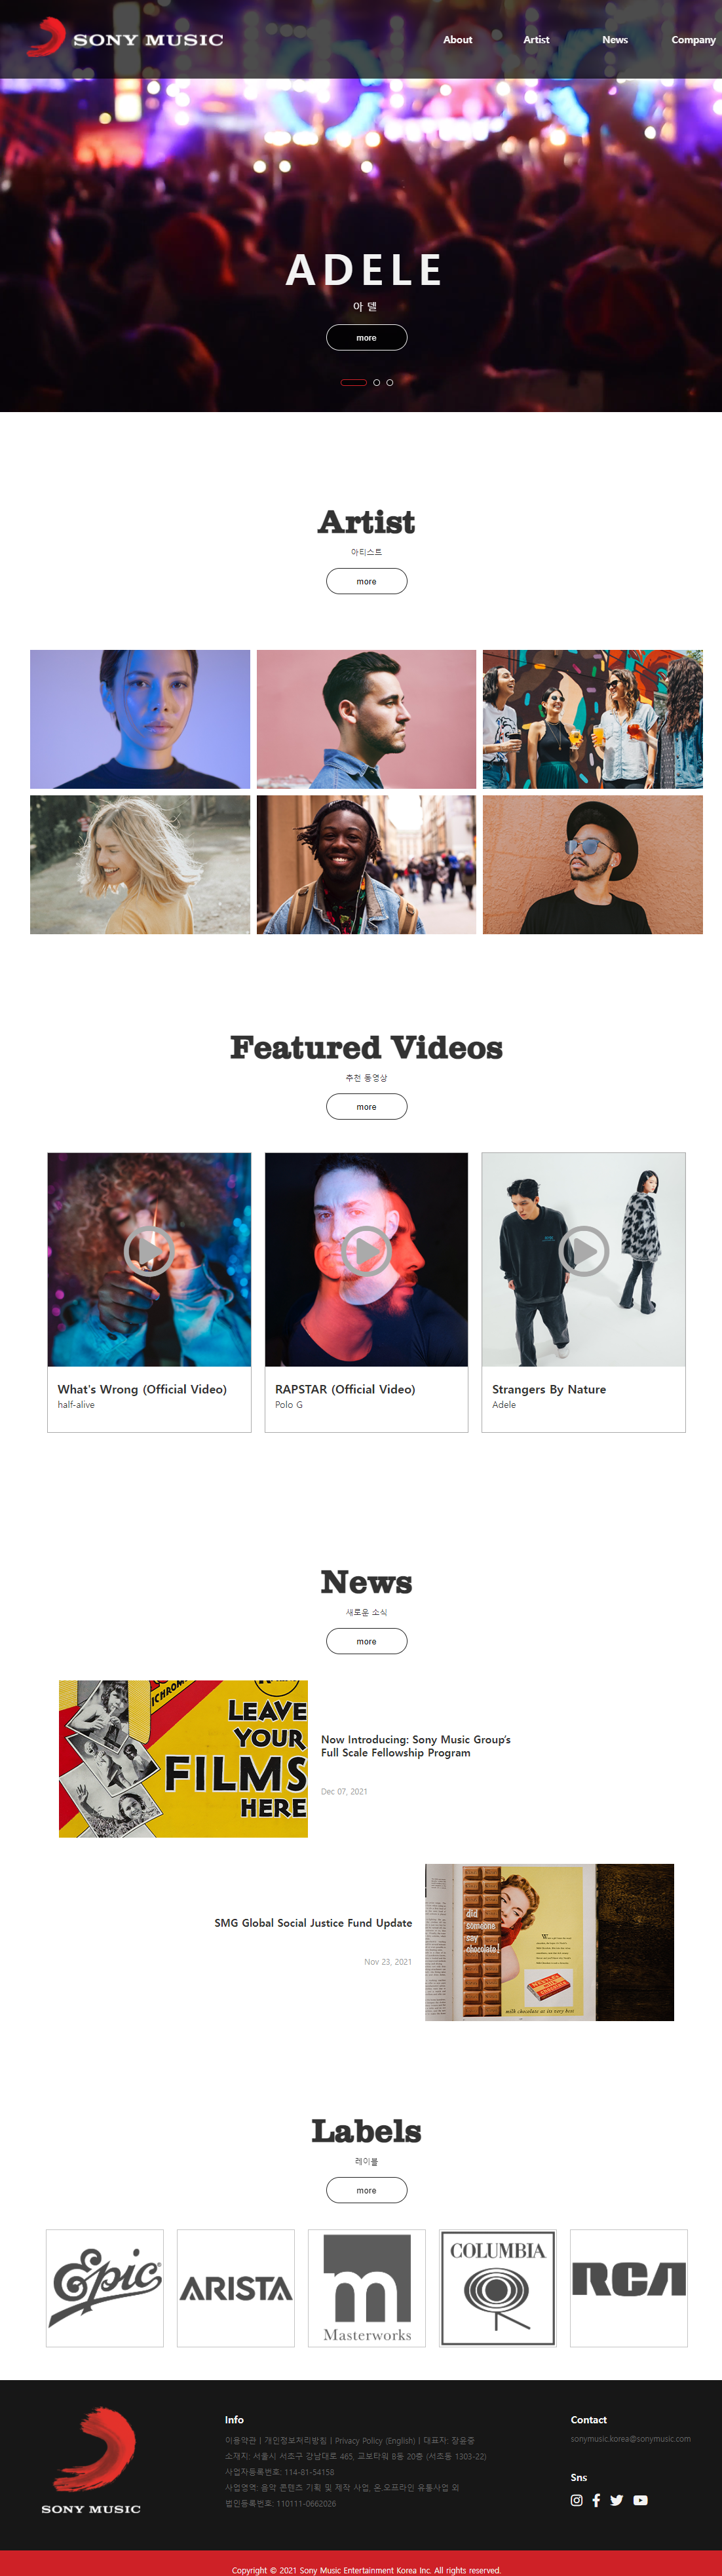 SONY MUSIC
About
Artist
News
Company
ADELE
아델
more
Artist
아티스트
more
Featured Videos
추천 동영상
more
What's Wrong (Official Video)
half-alive
RAPSTAR (Official Video)
Polo G
Strangers By Nature
Adele
News
새로운 소식
more
LEAVE
YOUR
FILMS
HERE
Now Introducing: Sony Music Group's
Full Scale Fellowship Program
Dec 07, 2021
SMG Global Social Justice Fund Update
Nov 23, 2021
did
someone
say
chocolate!
milk chocolate at its very best
Labels
레이블
more
Epic
ARISTA
m
Masterworks
COLUMBIA
RCA
SONY MUSIC
Info
이용약관 | 개인정보처리방침 | Privacy Policy (English) | 대표자: 장윤중
소재지: 서울시 서초구 강남대로 465, 교보타워 B동 20층 (서초동 1303-22)
사업자등록번호: 114-81-54158
사업영역: 음악 콘텐츠 기획 및 제작 사업, 온.오프라인 유통사업 외
법인등록번호: 110111-0662026
Contact
sonymusic.korea@sonymusic.com
Sns
Copyright © 2021 Sony Music Entertainment Korea Inc. All rights reserved.